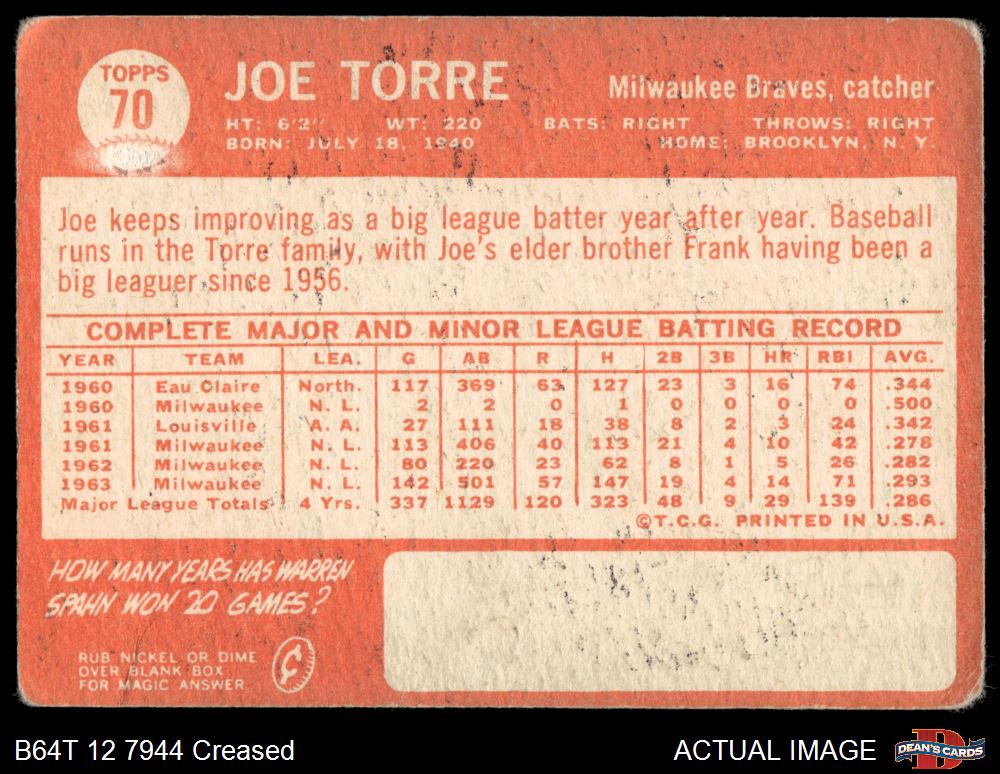 TOPPS
70
JOE TORRE
Milwaukee Braves, catcher
HT: 6'2" WT: 220 BATS: RIGHT THROWS: RIGHT
BORN: JULY 18, 1940 HOME: BROOKLYN, N. Y.
Joe keeps improving as a big league batter year after year. Baseball
runs in the Torre family, with Joe's elder brother Frank having been a
big leaguer since 1956.
COMPLETE MAJOR AND MINOR LEAGUE BATTING RECORD
YEAR TEAM LEA. G AB R H 2B 3B HR RBI AVG.
1960 Eau Claire North. 117 369 63 127 23 3 16 74 .344
1960 Milwaukee N. L. 2 2 0 1 0 0 0 0 .500
1961 Louisville A. A. 27 111 18 38 8 2 3 24 .342
1961 Milwaukee N. L. 113 406 40 113 21 4 10 42 .278
1962 Milwaukee N. L. 80 220 23 62 8 1 5 26 .282
1963 Milwaukee N. L. 142 501 57 147 19 4 14 71 .293
Major League Totals 4 Yrs. 337 1129 120 323 48 9 29 139 .286
©T.C.G. PRINTED IN U.S.A.
HOW MANY YEARS HAS WARREN
SPAHN WON 20 GAMES?
RUB NICKEL OR DIME
OVER BLANK BOX
FOR MAGIC ANSWER
¢
B64T 12 7944 Creased
ACTUAL IMAGE
D
DEAN'S CARDS